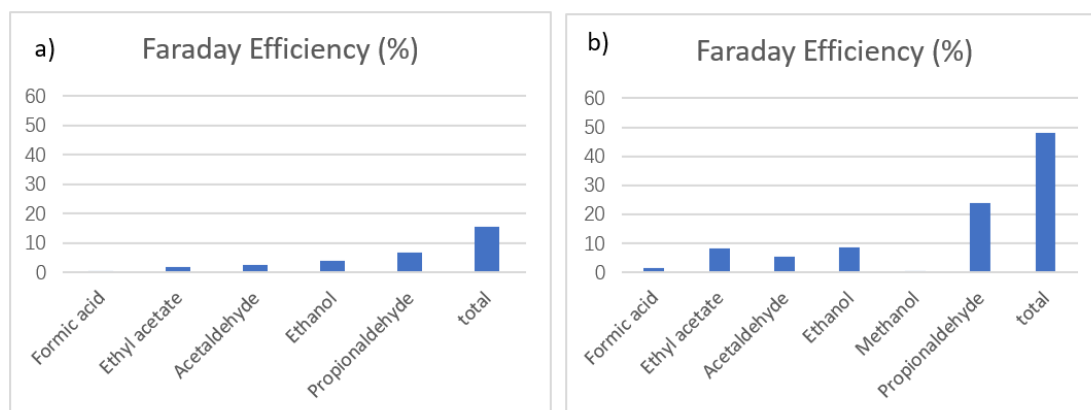 a)
Faraday Efficiency (%)
60
50
40
30
20
10
0
Formic acid
Ethyl acetate
Acetaldehyde
Ethanol
Propionaldehyde
total
b)
Faraday Efficiency (%)
60
50
40
30
20
10
0
Formic acid
Ethyl acetate
Acetaldehyde
Ethanol
Methanol
Propionaldehyde
total